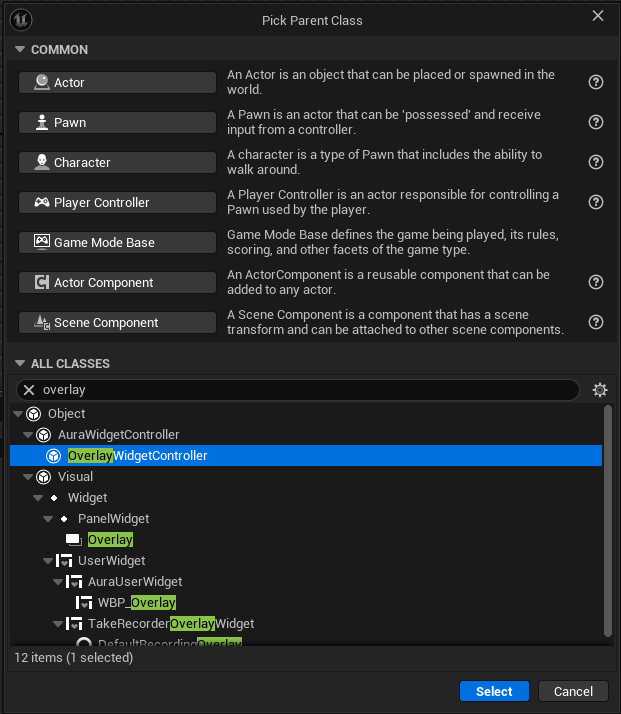 Pick Parent Class
COMMON
Actor
An Actor is an object that can be placed or spawned in the
world.
Pawn
A Pawn is an actor that can be 'possessed' and receive
input from a controller.
Character
A character is a type of Pawn that includes the ability to
walk around.
Player Controller
A Player Controller is an actor responsible for controlling a
Pawn used by the player.
Game Mode Base
Game Mode Base defines the game being played, its rules,
scoring, and other facets of the game type.
Actor Component
An ActorComponent is a reusable component that can be
added to any actor.
Scene Component
A Scene Component is a component that has a scene
transform and can be attached to other scene components.
ALL CLASSES
overlay
Object
AuraWidgetController
OverlayWidgetController
Visual
Widget
PanelWidget
Overlay
UserWidget
AuraUserWidget
WBP_Overlay
TakeRecorderOverlayWidget
DefaultRecordingOverlay
12 items (1 selected)
Select
Cancel